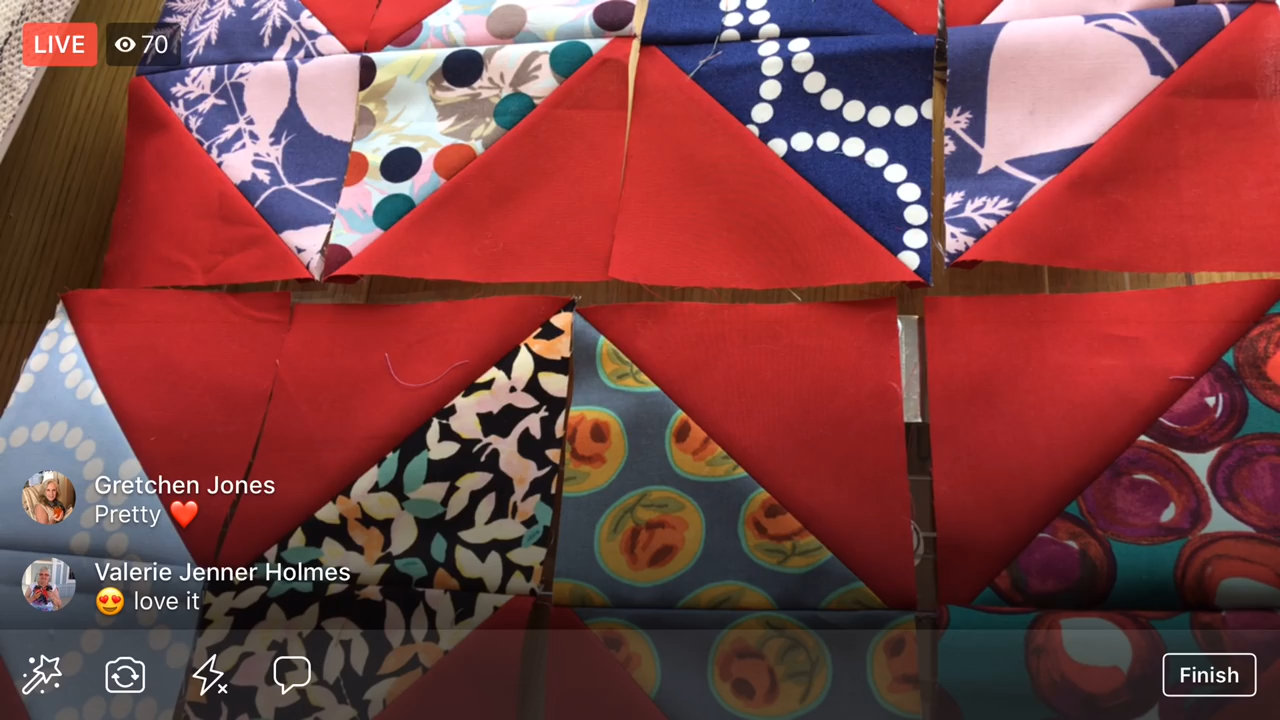 LIVE 70
Gretchen Jones
Pretty ❤️
Valerie Jenner Holmes
😍 love it
Finish